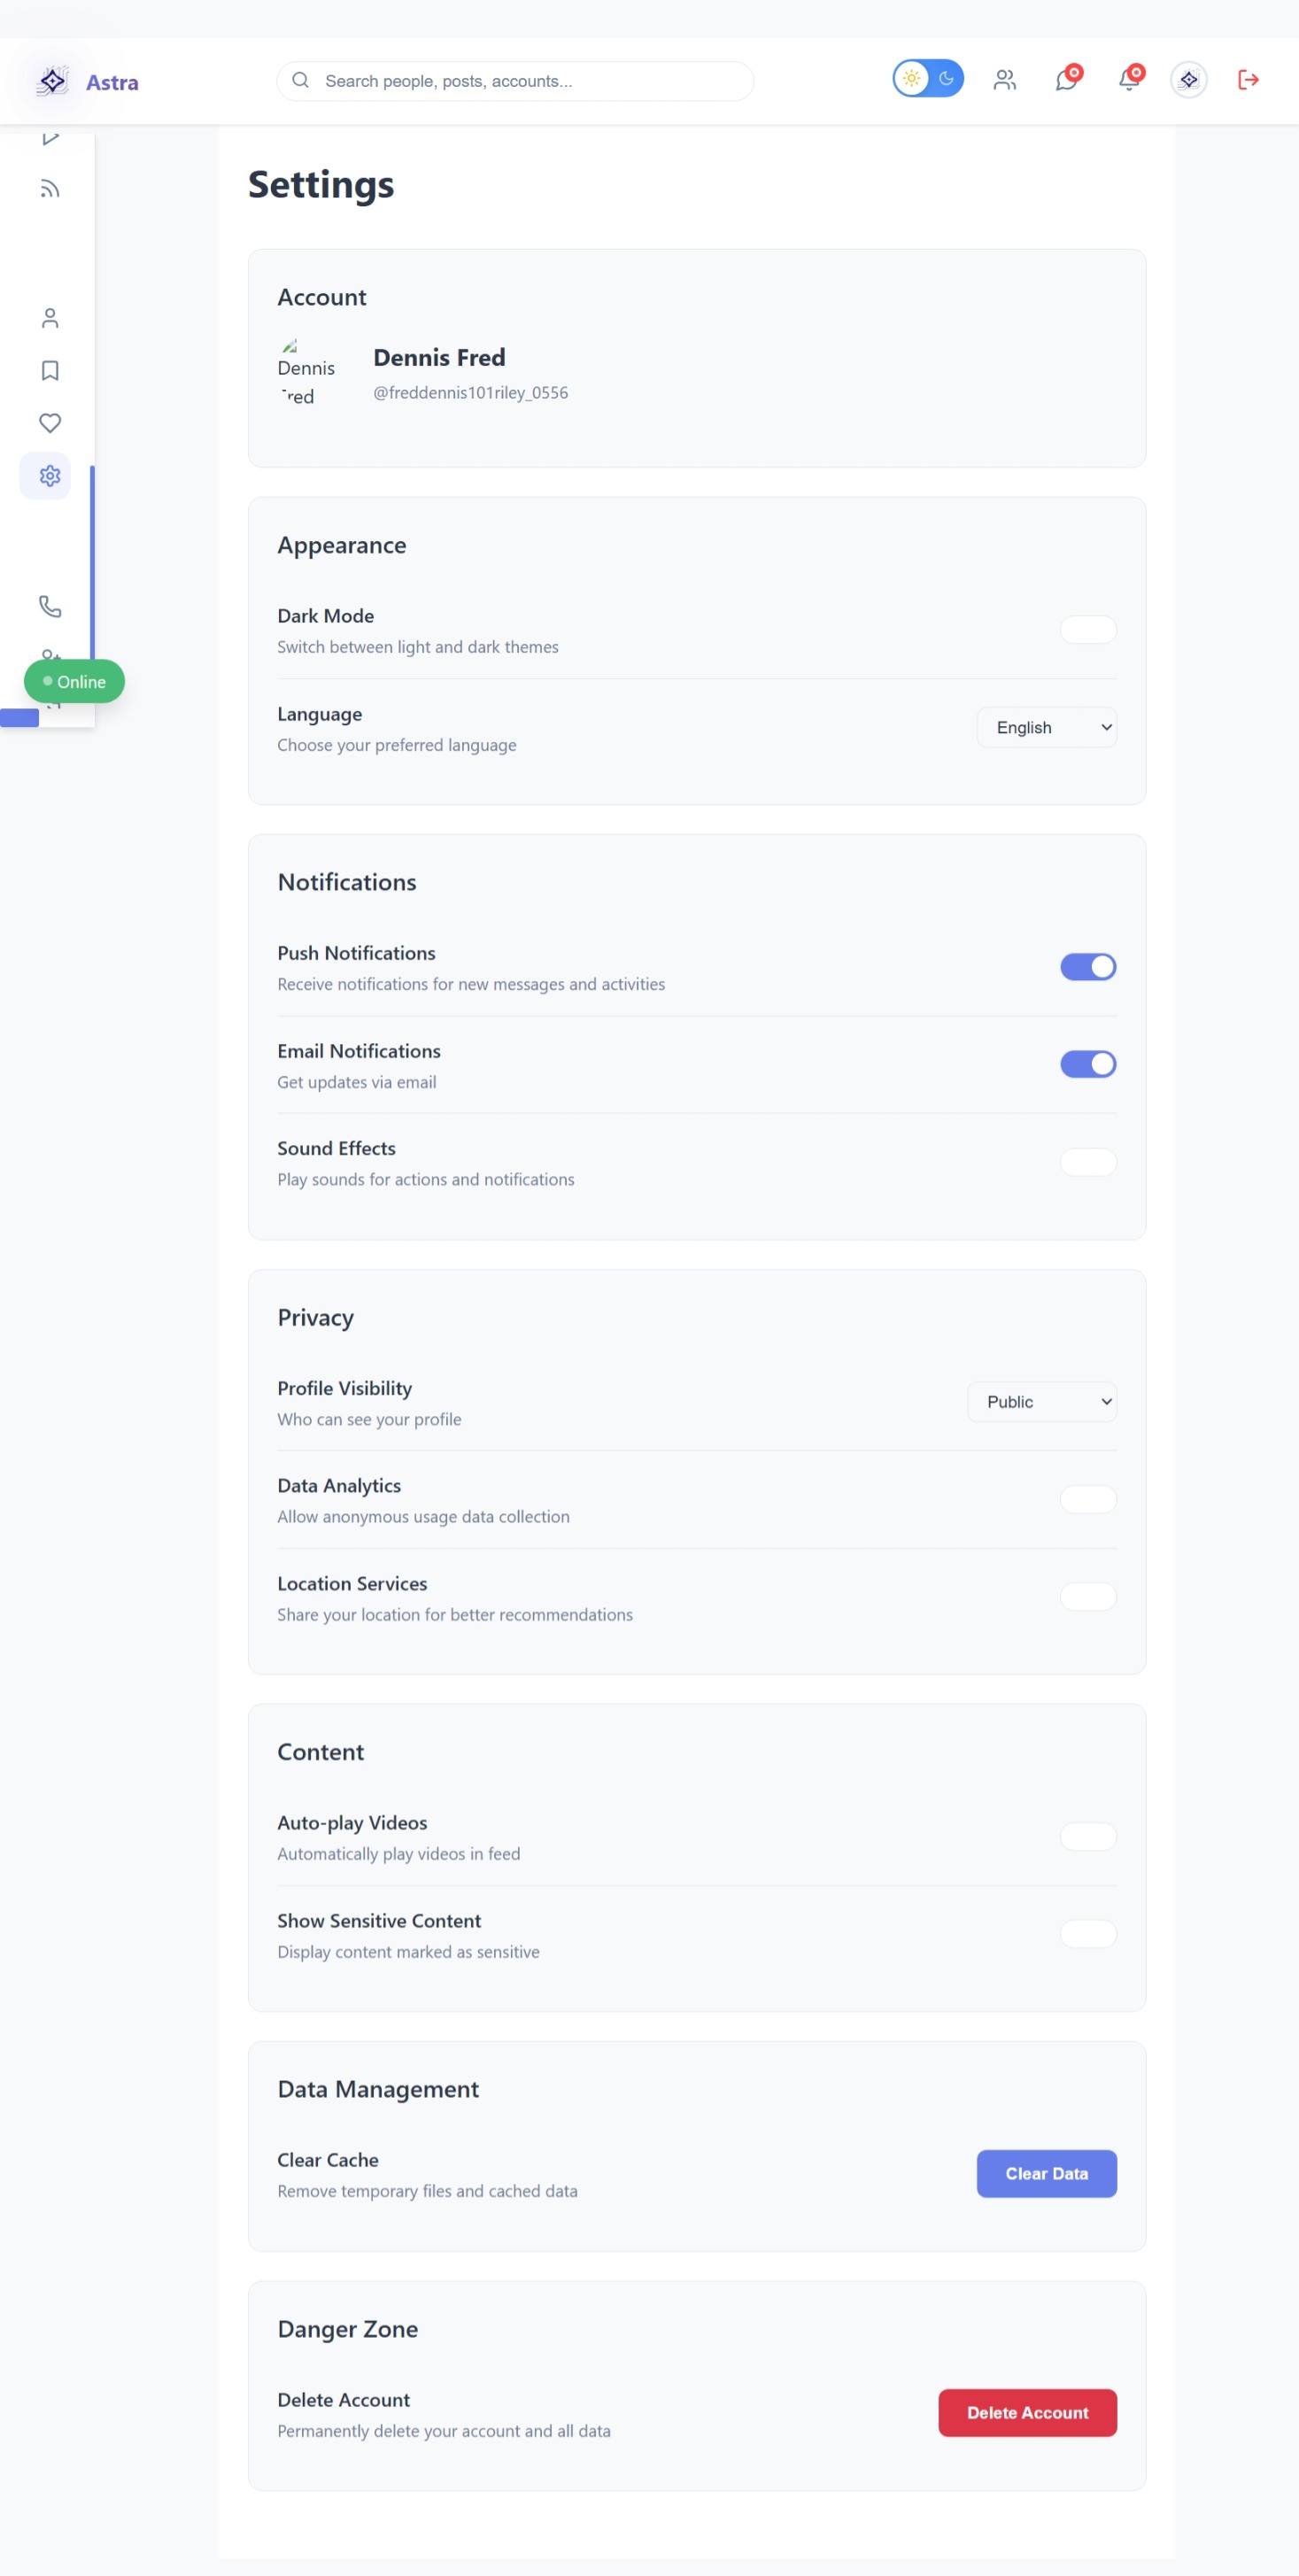 Astra
Search people, posts, accounts...
0
0
Settings
Account
Dennis
Fred
Dennis Fred
@freddennis101riley_0556
Appearance
Dark Mode
Switch between light and dark themes
Online
Language
Choose your preferred language
English
Notifications
Push Notifications
Receive notifications for new messages and activities
Email Notifications
Get updates via email
Sound Effects
Play sounds for actions and notifications
Privacy
Profile Visibility
Who can see your profile
Public
Data Analytics
Allow anonymous usage data collection
Location Services
Share your location for better recommendations
Content
Auto-play Videos
Automatically play videos in feed
Show Sensitive Content
Display content marked as sensitive
Data Management
Clear Cache
Remove temporary files and cached data
Clear Data
Danger Zone
Delete Account
Permanently delete your account and all data
Delete Account